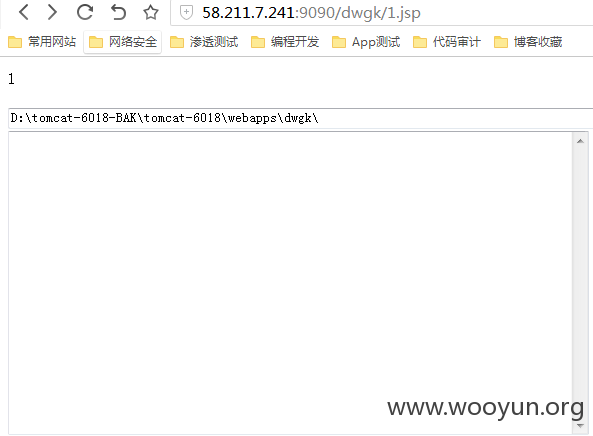 58.211.7.241:9090/dwgk/1.jsp
常用网站 网络安全 渗透测试 编程开发 App测试 代码审计 博客收藏
1
D:\tomcat-6018-BAK\tomcat-6018\webapps\dwgk\
www.wooyun.org